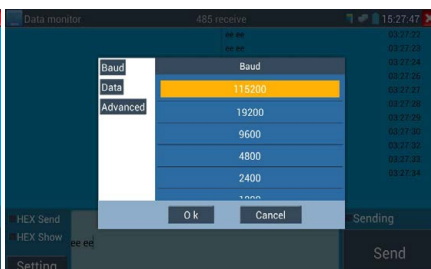 Data monitor 485 receive 15:27:47
ee ee 03:27:22
ee ee 03:27:23
03:27:24
03:27:26
03:27:27
03:27:28
03:27:29
03:27:30
03:27:32
03:27:33
03:27:34
Baud
Data
Advanced
Baud
115200
19200
9600
4800
2400
Ok Cancel
HEX Send
HEX Show
ee ee
Setting
Sending
Send